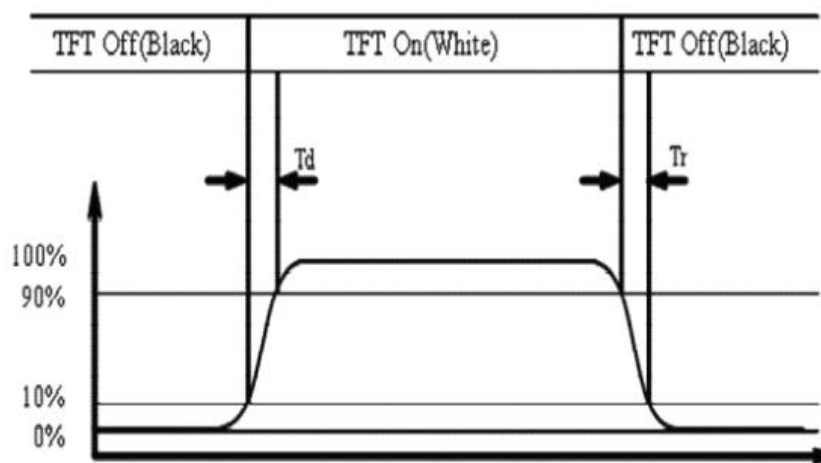 TFT Off(Black) TFT On(White) TFT Off(Black)
Td Tr
100%
90%
10%
0%